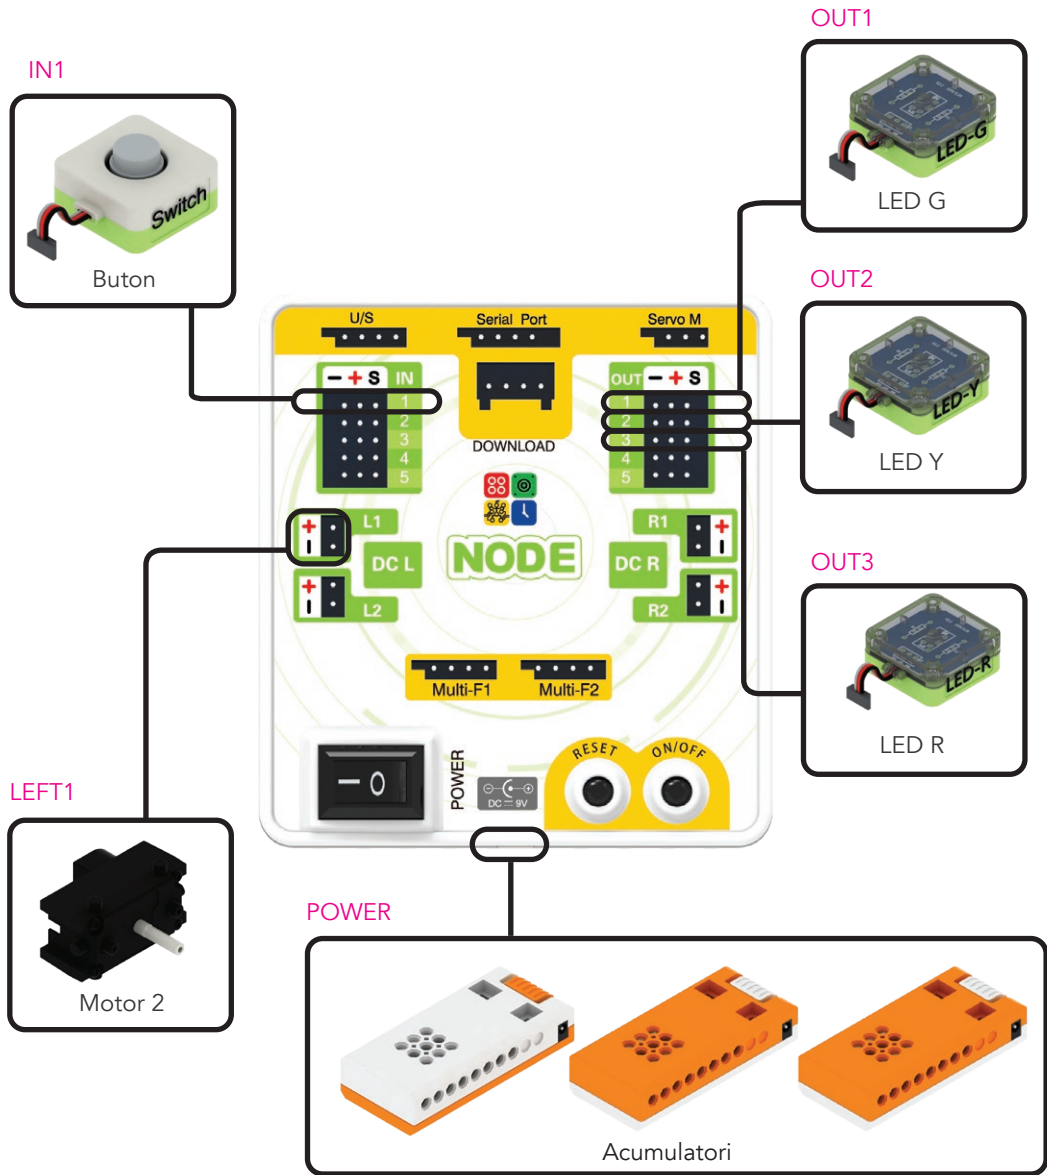 OUT1
LED-G
LED G
IN1
Switch
Buton
OUT2
LED-Y
LED Y
U/S
Serial Port
Servo M
− + S IN
1
2
3
4
5
DOWNLOAD
OUT − + S
1
2
3
4
5
+
−
L1
DC L
+
−
L2
NODE
R1
+
−
DC R
R2
+
−
OUT3
LED-R
LED R
Multi-F1
Multi-F2
POWER
DC 9V
RESET
ON/OFF
LEFT1
Motor 2
POWER
Acumulatori